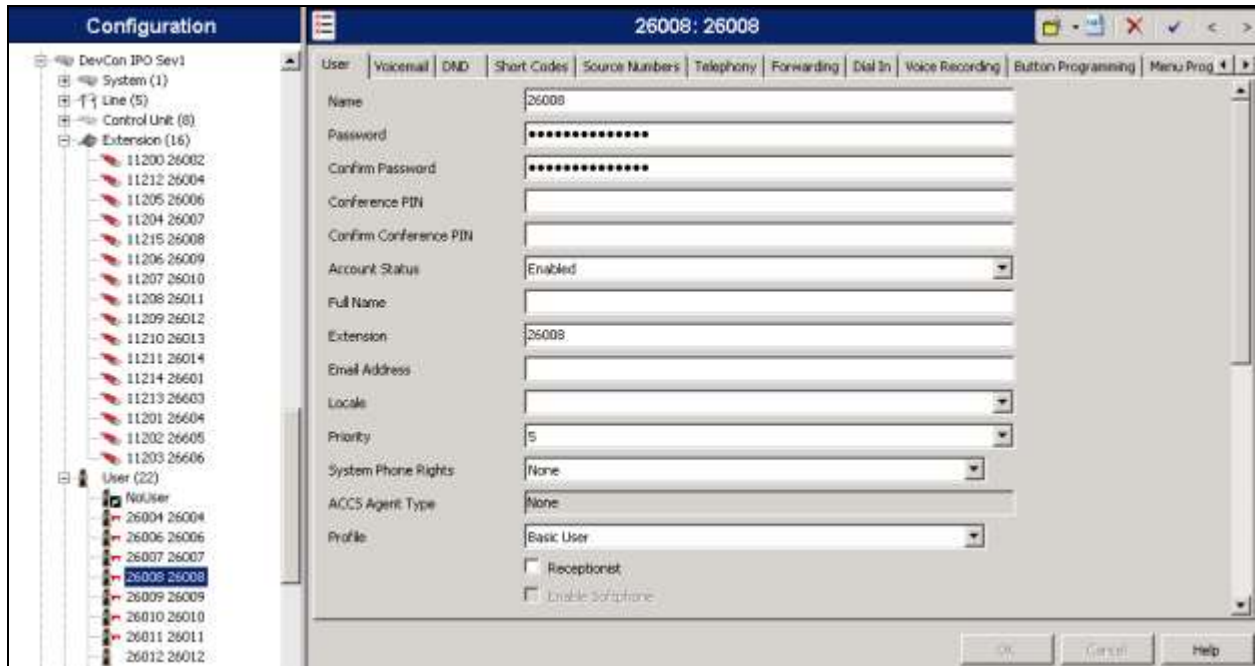 Configuration
DevCon IPO Sev1
System (1)
Line (5)
Control Unit (8)
Extension (16)
11200 26002
11212 26004
11205 26006
11204 26007
11215 26008
11206 26009
11207 26010
11208 26011
11209 26012
11210 26013
11211 26014
11214 26601
11213 26603
11201 26604
11202 26605
11203 26606
User (22)
NoUser
26004 26004
26006 26006
26007 26007
26008 26008
26009 26009
26010 26010
26011 26011
26012 26012
26008: 26008
User Voicemail DND Short Codes Source Numbers Telephony Forwarding Dial In Voice Recording Button Programming Menu Prog
Name 26008
Password ●●●●●●●●●●●●●●
Confirm Password ●●●●●●●●●●●●●●
Conference PIN
Confirm Conference PIN
Account Status Enabled
Full Name
Extension 26008
Email Address
Locale
Priority 5
System Phone Rights None
ACCS Agent Type None
Profile Basic User
Receptionist
Enable Softphone
OK Cancel Help